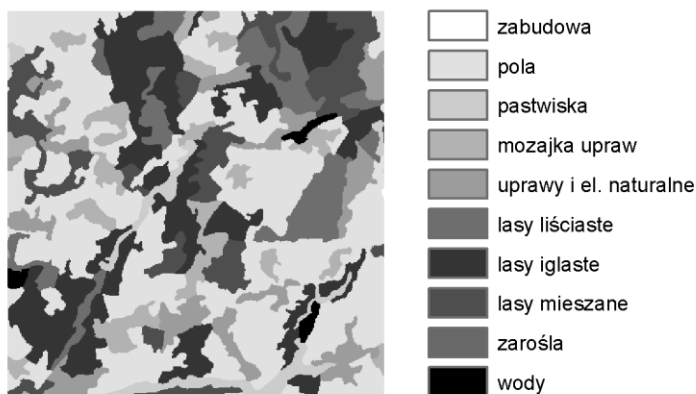 zabudowa
pola
pastwiska
mozajka upraw
uprawy i el. naturalne
lasy liściaste
lasy iglaste
lasy mieszane
zarośla
wody